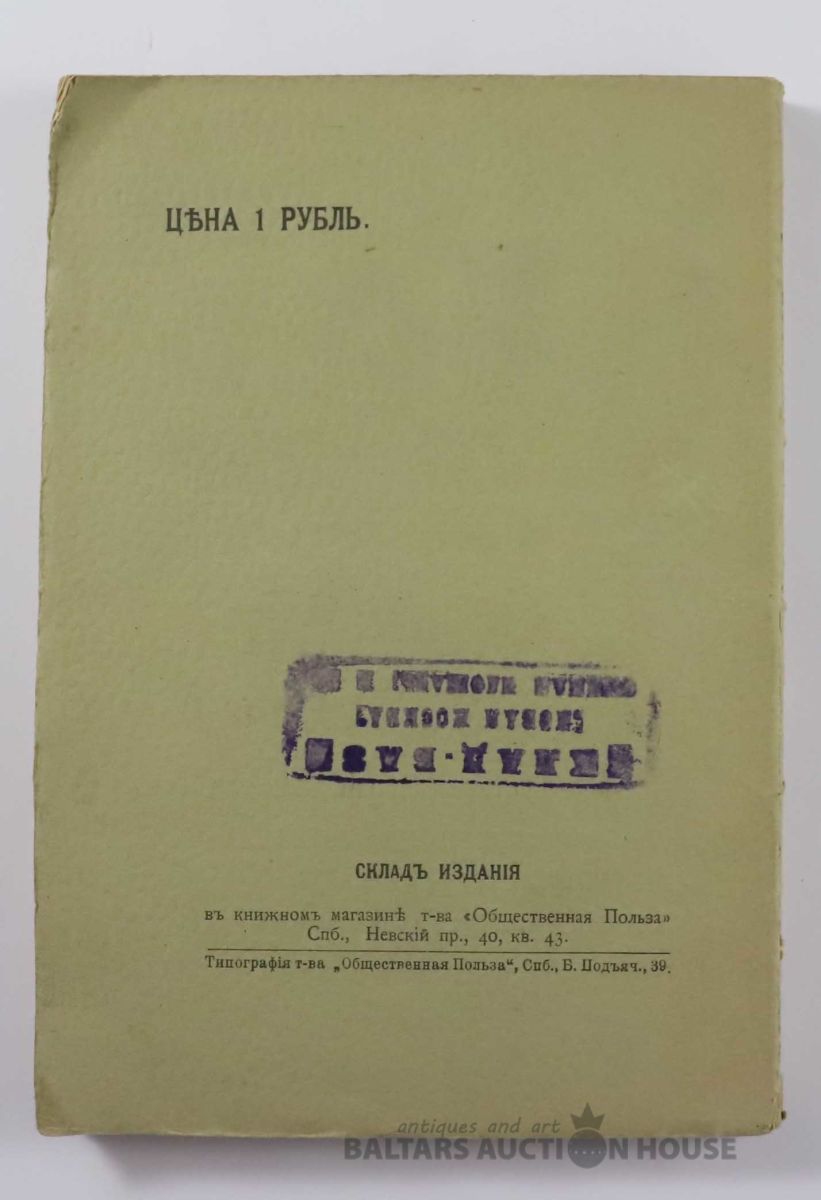 ЦѢНА 1 РУБЛЬ.
СКЛАДЪ ИЗДАНІЯ
въ книжномъ магазинѣ т-ва «Общественная Польза»
Спб., Невскій пр., 40, кв. 43.
Типографія т-ва „Общественная Польза“, Спб., Б. Подъяч., 39.
antiques and art
BALTARS AUCTION HOUSE